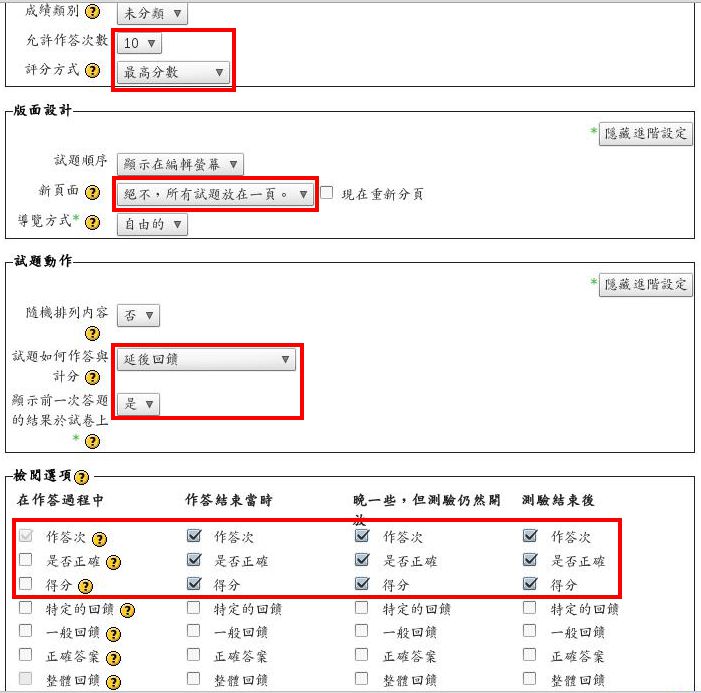 成績類別 ? 未分類 ▼
允許作答次數 10 ▼
評分方式 ? 最高分數 ▼
版面設計
* 隱藏進階設定
試題順序 顯示在編輯螢幕 ▼
新頁面 ? 絕不，所有試題放在一頁。 ▼ 現在重新分頁
導覽方式* ? 自由的 ▼
試題動作
* 隱藏進階設定
隨機排列內容 否 ▼
?
試題如何作答與 延後回饋 ▼
計分 ?
顯示前一次答題 是 ▼
的結果於試卷上
* ?
檢閱選項 ?
在作答過程中 作答結束當時 晚一些，但測驗仍然開 測驗結束後
放
作答次 ? 作答次 作答次 作答次
是否正確 ? 是否正確 是否正確 是否正確
得分 ? 得分 得分 得分
特定的回饋 ? 特定的回饋 特定的回饋 特定的回饋
一般回饋 ? 一般回饋 一般回饋 一般回饋
正確答案 ? 正確答案 正確答案 正確答案
整體回饋 ? 整體回饋 整體回饋 整體回饋